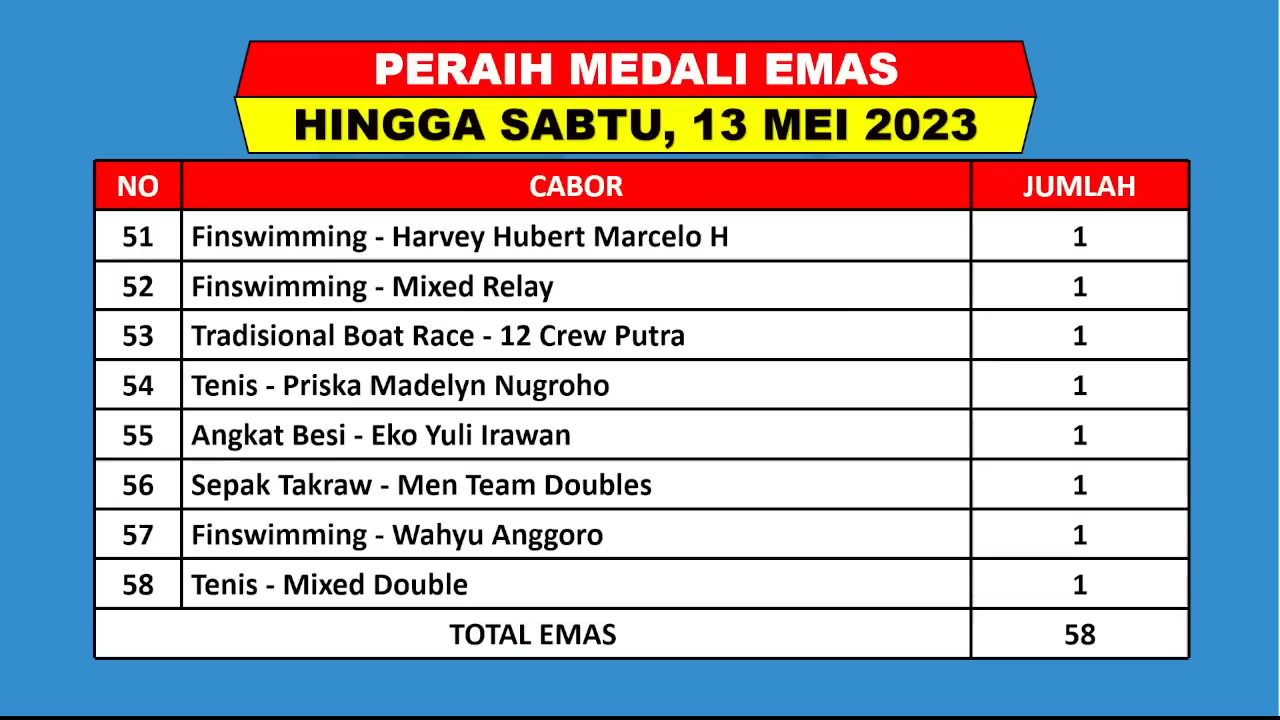 PERAIH MEDALI EMAS
HINGGA SABTU, 13 MEI 2023
NO CABOR JUMLAH
51 Finswimming - Harvey Hubert Marcelo H 1
52 Finswimming - Mixed Relay 1
53 Tradisional Boat Race - 12 Crew Putra 1
54 Tenis - Priska Madelyn Nugroho 1
55 Angkat Besi - Eko Yuli Irawan 1
56 Sepak Takraw - Men Team Doubles 1
57 Finswimming - Wahyu Anggoro 1
58 Tenis - Mixed Double 1
TOTAL EMAS 58